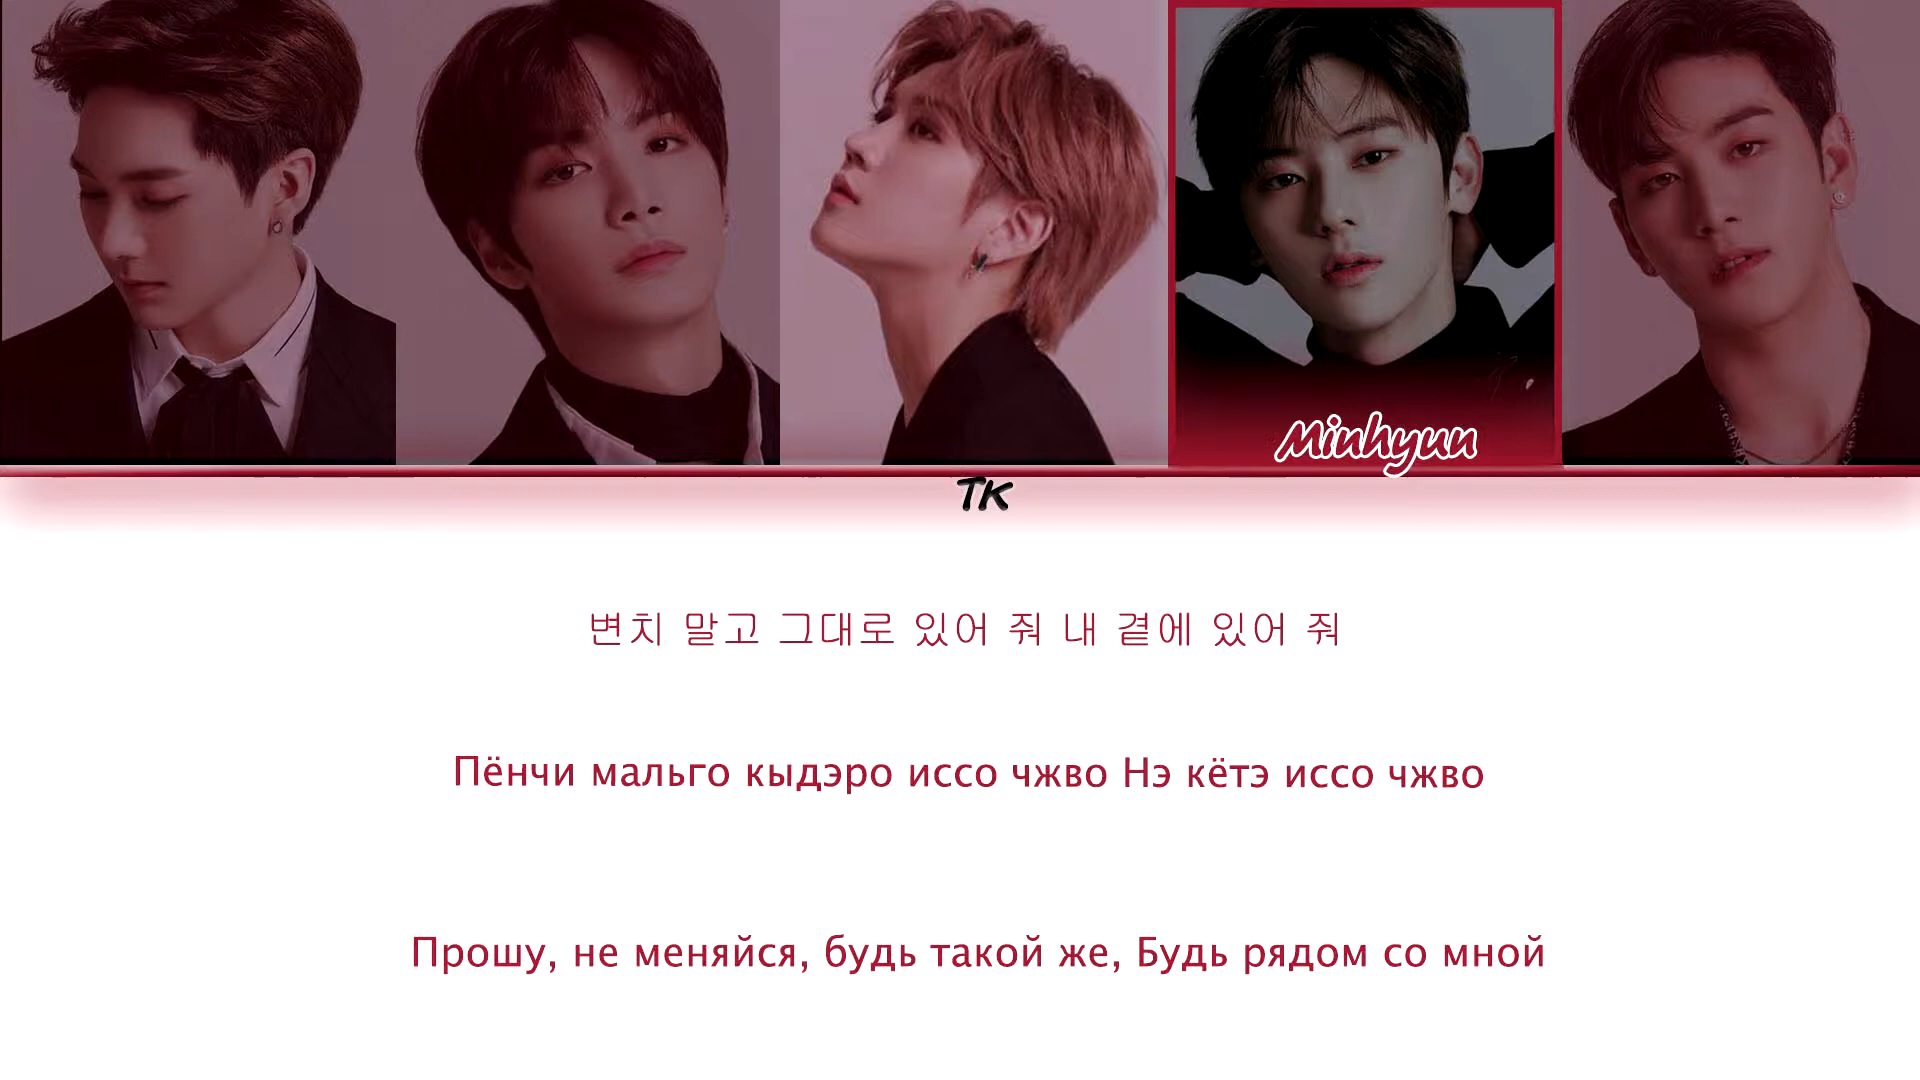 Minhyun
TK
변치 말고 그대로 있어 줘 내 곁에 있어 줘
Пёнчи мальго кыдэро иссо чжво Нэ кётэ иссо чжво
Прошу, не меняйся, будь такой же, Будь рядом со мной